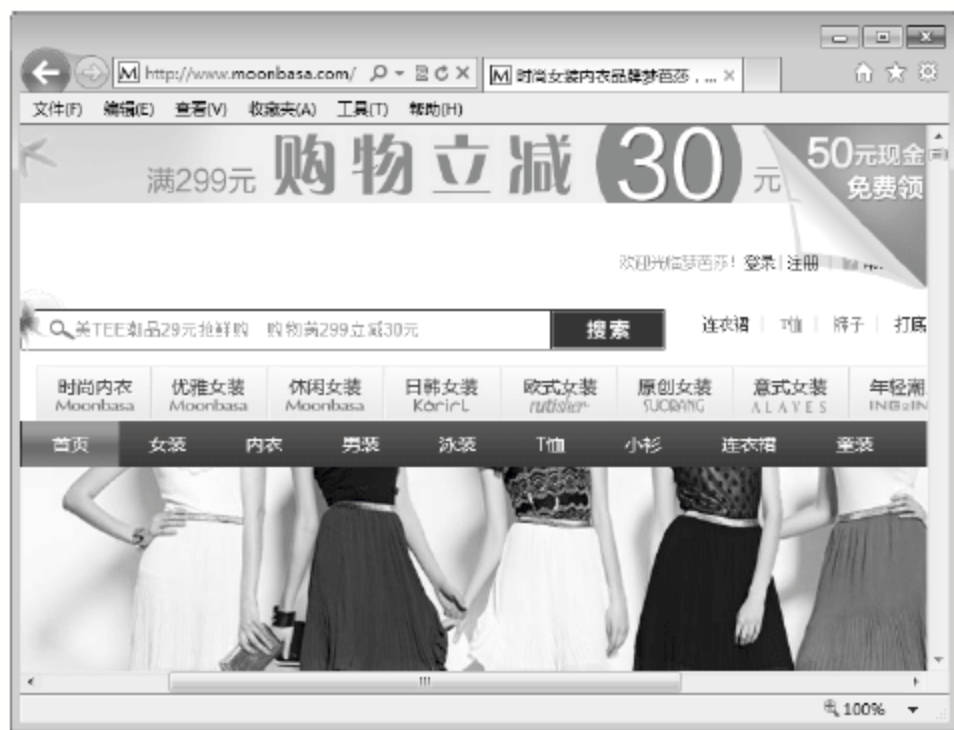 http://www.moonbasa.com/ 时尚女装内衣品牌梦芭莎，...
文件(F) 编辑(E) 查看(V) 收藏夹(A) 工具(T) 帮助(H)
满299元 购物立减 30 元 50元现金
免费领
欢迎光临梦芭莎! 登录 | 注册
美TEE潮品29元抢鲜购 购物满299立减30元 搜索 连衣裙 | T恤 | 裤子 | 打底
时尚内衣 优雅女装 休闲女装 日韩女装 欧式女装 原创女装 意式女装 年轻潮
Moonbasa Moonbasa Moonbasa rutisher SUORANG
首页 女装 内衣 男装 泳装 T恤 小衫 连衣裙 童装
100%